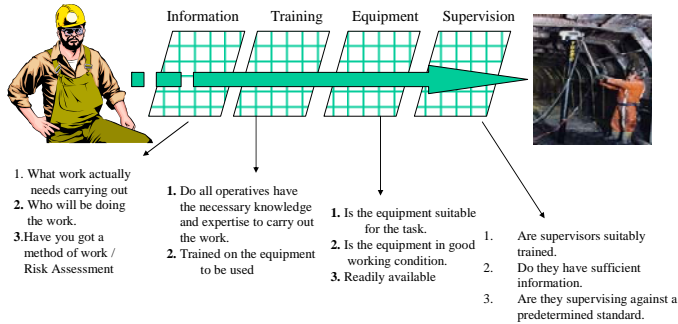 Information Training Equipment Supervision
1. What work actually
needs carrying out
2. Who will be doing
the work.
3.Have you got a
method of work /
Risk Assessment
1. Do all operatives have
the necessary knowledge
and expertise to carry out
the work.
2. Trained on the equipment
to be used
1. Is the equipment suitable
for the task.
2. Is the equipment in good
working condition.
3. Readily available
1. Are supervisors suitably
trained.
2. Do they have sufficient
information.
3. Are they supervising against a
predetermined standard.